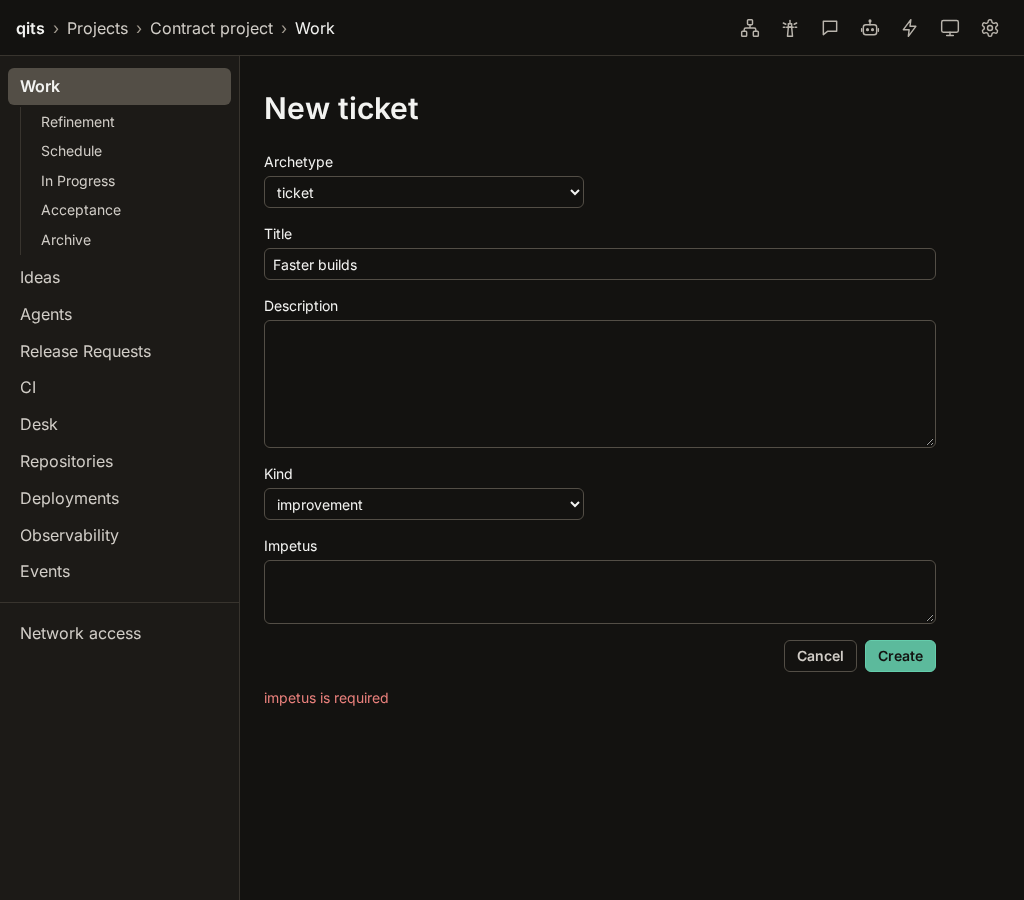 qits › Projects › Contract project › Work
Work
Refinement
Schedule
In Progress
Acceptance
Archive
Ideas
Agents
Release Requests
CI
Desk
Repositories
Deployments
Observability
Events
Network access
New ticket
Archetype
ticket
Title
Faster builds
Description
Kind
improvement
Impetus
Cancel
Create
impetus is required